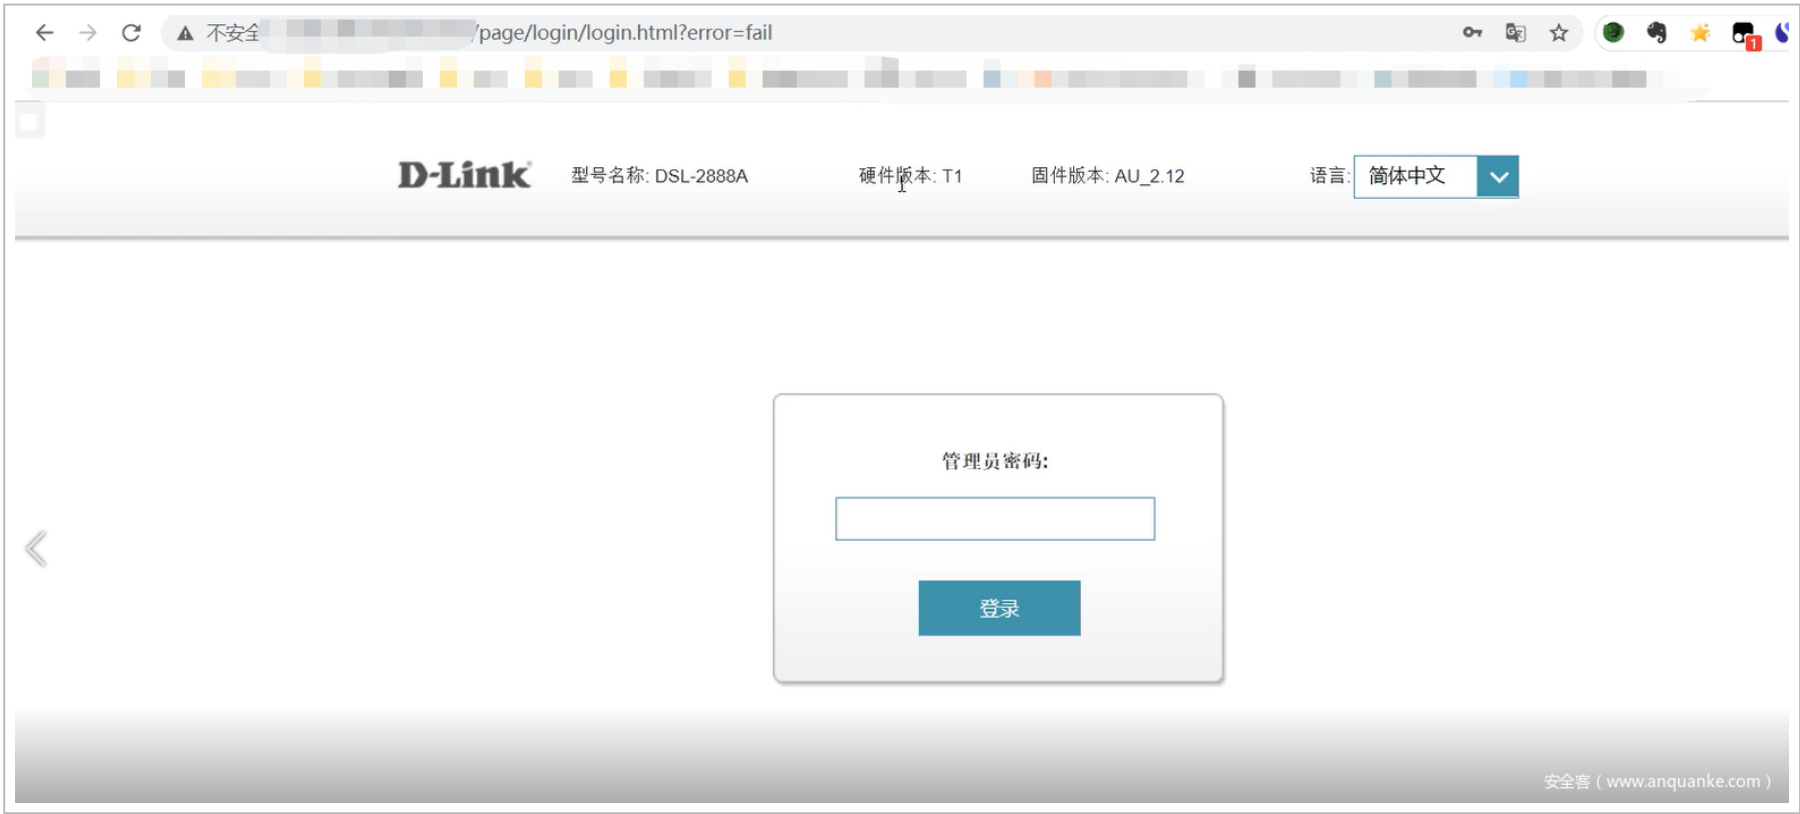 不安全 /page/login/login.html?error=fail
1
D-Link 型号名称: DSL-2888A 硬件版本: T1 固件版本: AU_2.12 语言: 简体中文
管理员密码:
登录
安全客 ( www.anquanke.com )